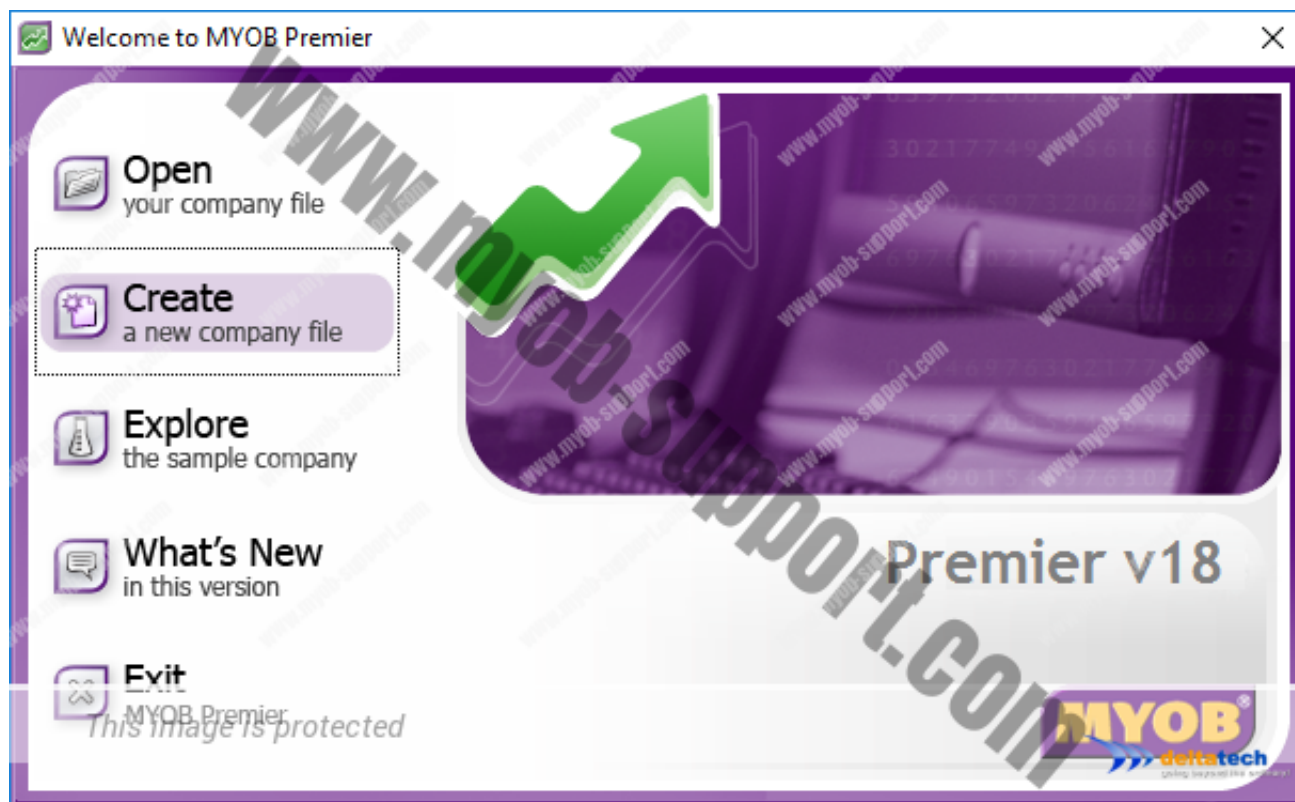 Welcome to MYOB Premier
Open
your company file
Create
a new company file
Explore
the sample company
What's New
in this version
Premier v18
Exit
MYOB Premier
This image is protected
MYOB®
deltatech
www.myob-support.com